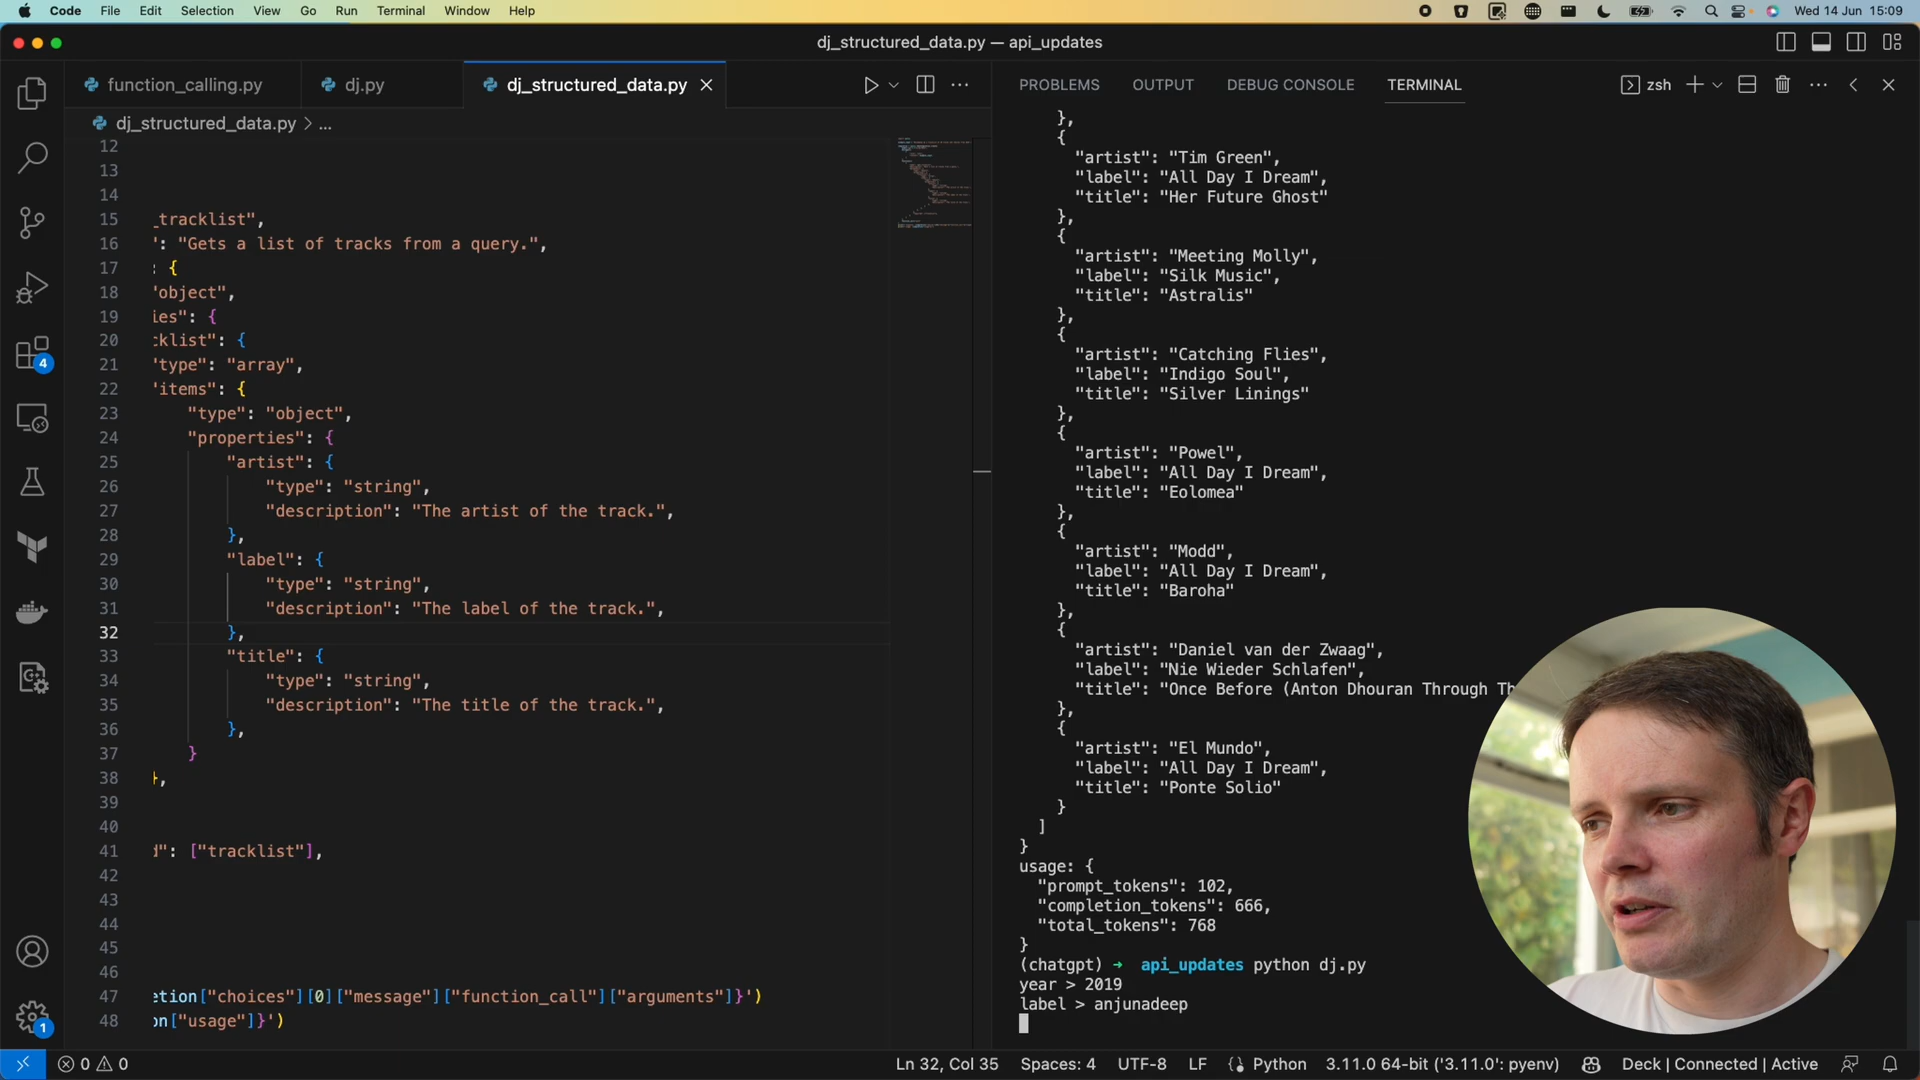 Code File Edit Selection View Go Run Terminal Window Help
Wed 14 Jun 15:09
dj_structured_data.py — api_updates
function_calling.py
dj.py
dj_structured_data.py
dj_structured_data.py > ...
12
13
14
15 _tracklist",
16 ": "Gets a list of tracks from a query.",
17 : {
18 "object",
19 ies": {
20 cklist": {
21 "type": "array",
22 "items": {
23 "type": "object",
24 "properties": {
25 "artist": {
26 "type": "string",
27 "description": "The artist of the track.",
28 },
29 "label": {
30 "type": "string",
31 "description": "The label of the track.",
32 },
33 "title": {
34 "type": "string",
35 "description": "The title of the track.",
36 },
37 }
38 },
39
40
41 d": ["tracklist"],
42
43
44
45
46
47 etion["choices"][0]["message"]["function_call"]["arguments"]}')
48 on["usage"]}')
PROBLEMS OUTPUT DEBUG CONSOLE TERMINAL
zsh
},
{
"artist": "Tim Green",
"label": "All Day I Dream",
"title": "Her Future Ghost"
},
{
"artist": "Meeting Molly",
"label": "Silk Music",
"title": "Astralis"
},
{
"artist": "Catching Flies",
"label": "Indigo Soul",
"title": "Silver Linings"
},
{
"artist": "Powel",
"label": "All Day I Dream",
"title": "Eolomea"
},
{
"artist": "Modd",
"label": "All Day I Dream",
"title": "Baroha"
},
{
"artist": "Daniel van der Zwaag",
"label": "Nie Wieder Schlafen",
"title": "Once Before (Anton Dhouran Through Th
},
{
"artist": "El Mundo",
"label": "All Day I Dream",
"title": "Ponte Solio"
}
]
}
usage: {
"prompt_tokens": 102,
"completion_tokens": 666,
"total_tokens": 768
}
(chatgpt) → api_updates python dj.py
year > 2019
label > anjunadeep
4
1
0 0
Ln 32, Col 35 Spaces: 4 UTF-8 LF Python 3.11.0 64-bit ('3.11.0': pyenv) Deck | Connected | Active